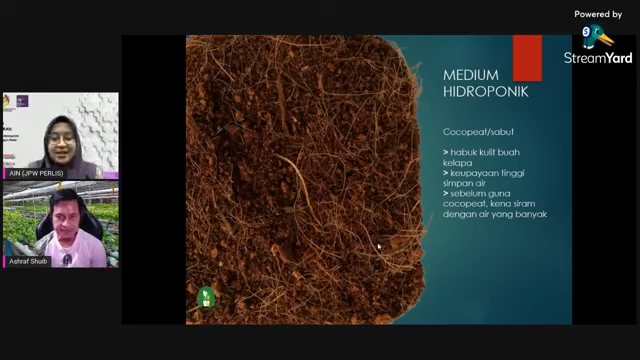 Powered by
StreamYard
MEDIUM
HIDROPONIK
Cocopeat/sabut
> habuk kulit buah
kelapa
> keupayaan tinggi
simpan air
> sebelum guna
cocopeat, kena siram
dengan air yang banyak
AIN (JPW PERLIS)
Ashraf Shuib